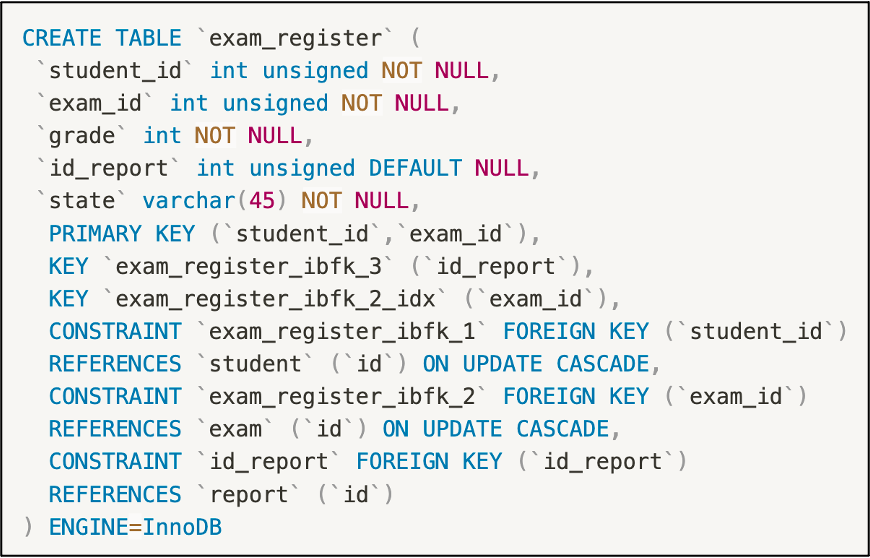 CREATE TABLE `exam_register` (
`student_id` int unsigned NOT NULL,
`exam_id` int unsigned NOT NULL,
`grade` int NOT NULL,
`id_report` int unsigned DEFAULT NULL,
`state` varchar(45) NOT NULL,
PRIMARY KEY (`student_id`,`exam_id`),
KEY `exam_register_ibfk_3` (`id_report`),
KEY `exam_register_ibfk_2_idx` (`exam_id`),
CONSTRAINT `exam_register_ibfk_1` FOREIGN KEY (`student_id`)
REFERENCES `student` (`id`) ON UPDATE CASCADE,
CONSTRAINT `exam_register_ibfk_2` FOREIGN KEY (`exam_id`)
REFERENCES `exam` (`id`) ON UPDATE CASCADE,
CONSTRAINT `id_report` FOREIGN KEY (`id_report`)
REFERENCES `report` (`id`)
) ENGINE=InnoDB